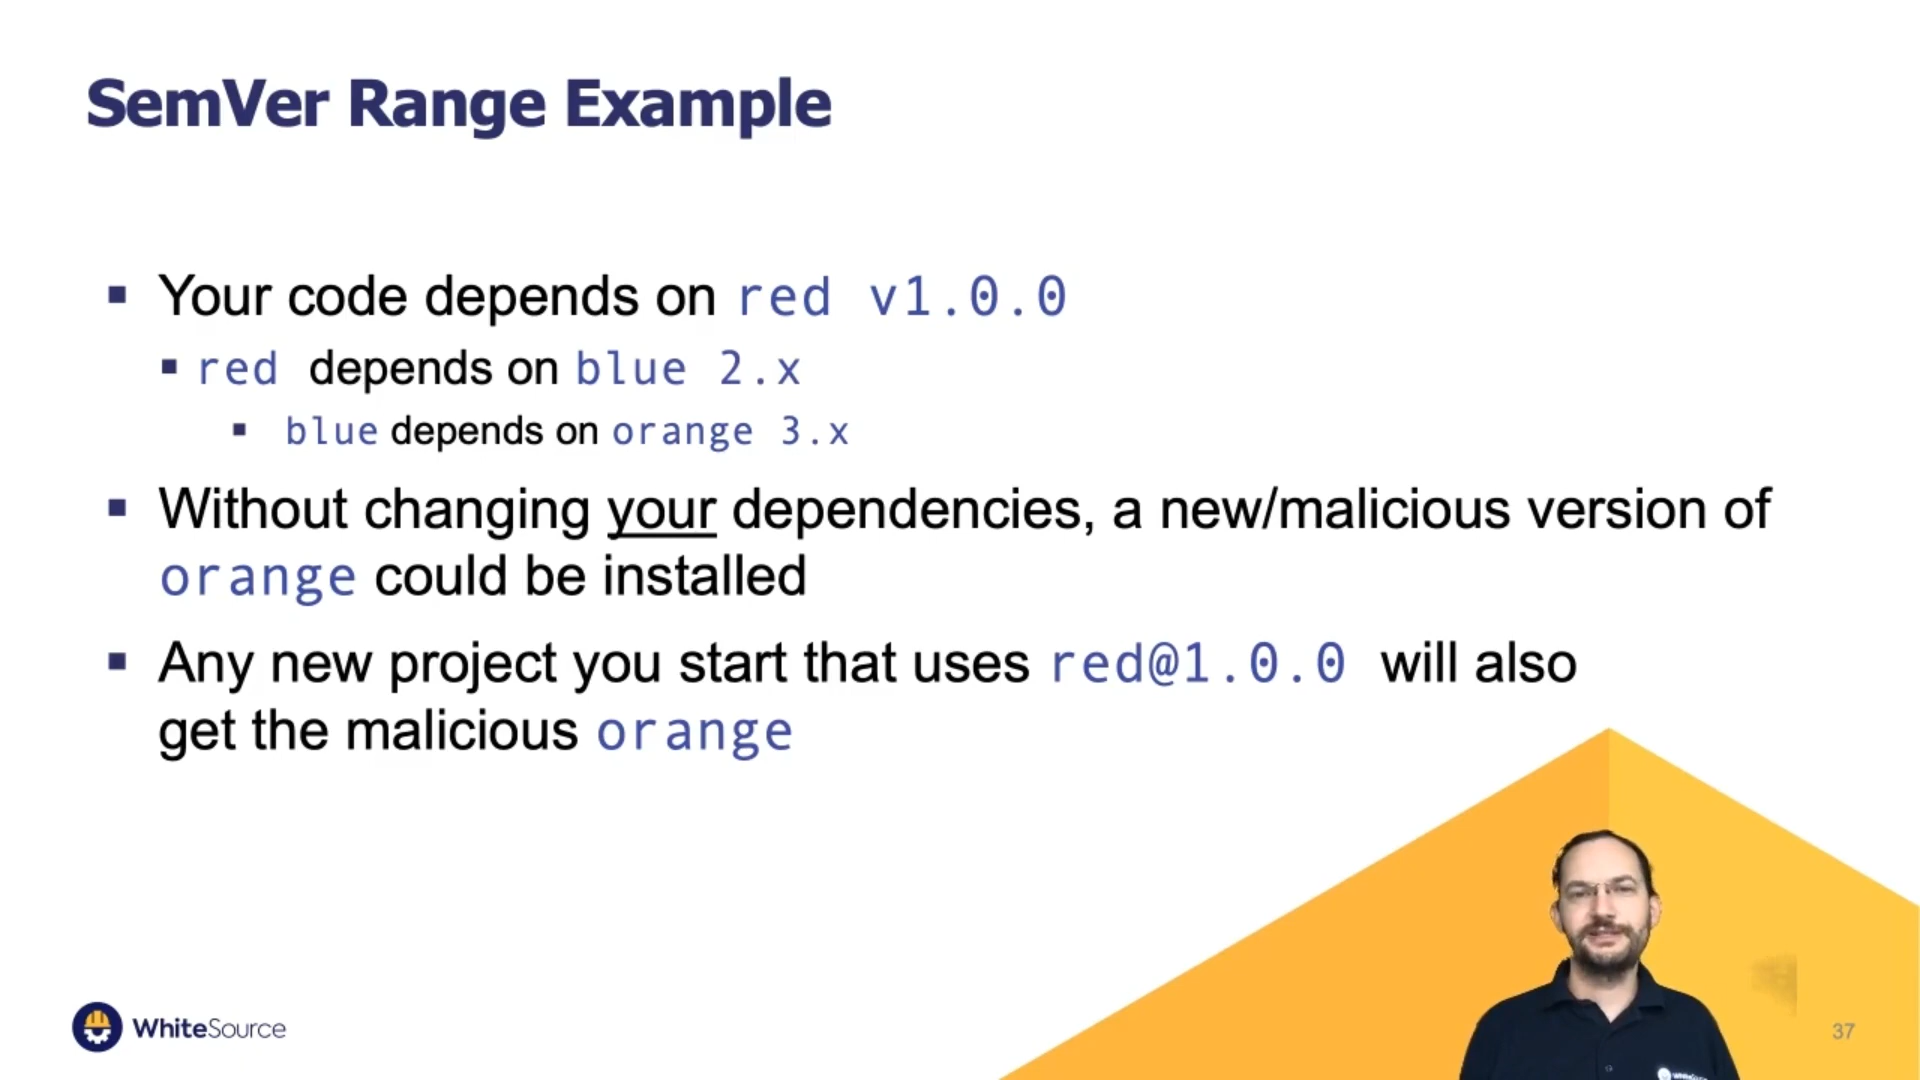 SemVer Range Example
Your code depends on red v1.0.0
red depends on blue 2.x
blue depends on orange 3.x
Without changing your dependencies, a new/malicious version of
orange could be installed
Any new project you start that uses red@1.0.0 will also
get the malicious orange
WhiteSource
37